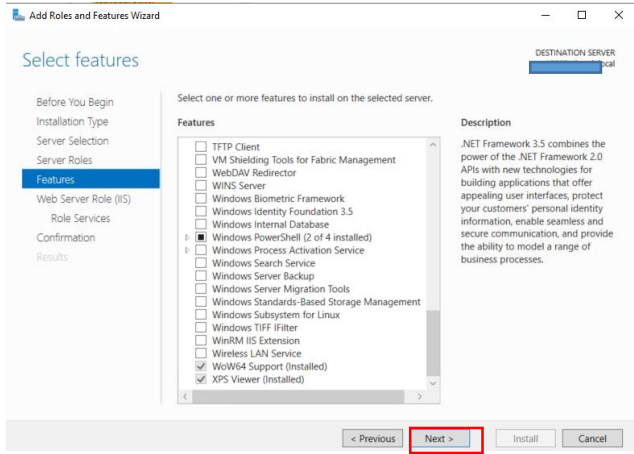 Add Roles and Features Wizard
Select features
DESTINATION SERVER
Before You Begin
Installation Type
Server Selection
Server Roles
Features
Web Server Role (IIS)
Role Services
Confirmation
Results
Select one or more features to install on the selected server.
Features
TFTP Client
VM Shielding Tools for Fabric Management
WebDAV Redirector
WINS Server
Windows Biometric Framework
Windows Identity Foundation 3.5
Windows Internal Database
Windows PowerShell (2 of 4 installed)
Windows Process Activation Service
Windows Search Service
Windows Server Backup
Windows Server Migration Tools
Windows Standards-Based Storage Management
Windows Subsystem for Linux
Windows TIFF IFilter
WinRM IIS Extension
Wireless LAN Service
WoW64 Support (Installed)
XPS Viewer (Installed)
Description
.NET Framework 3.5 combines the
power of the .NET Framework 2.0
APIs with new technologies for
building applications that offer
appealing user interfaces, protect
your customers' personal identity
information, enable seamless and
secure communication, and provide
the ability to model a range of
business processes.
< Previous
Next >
Install
Cancel